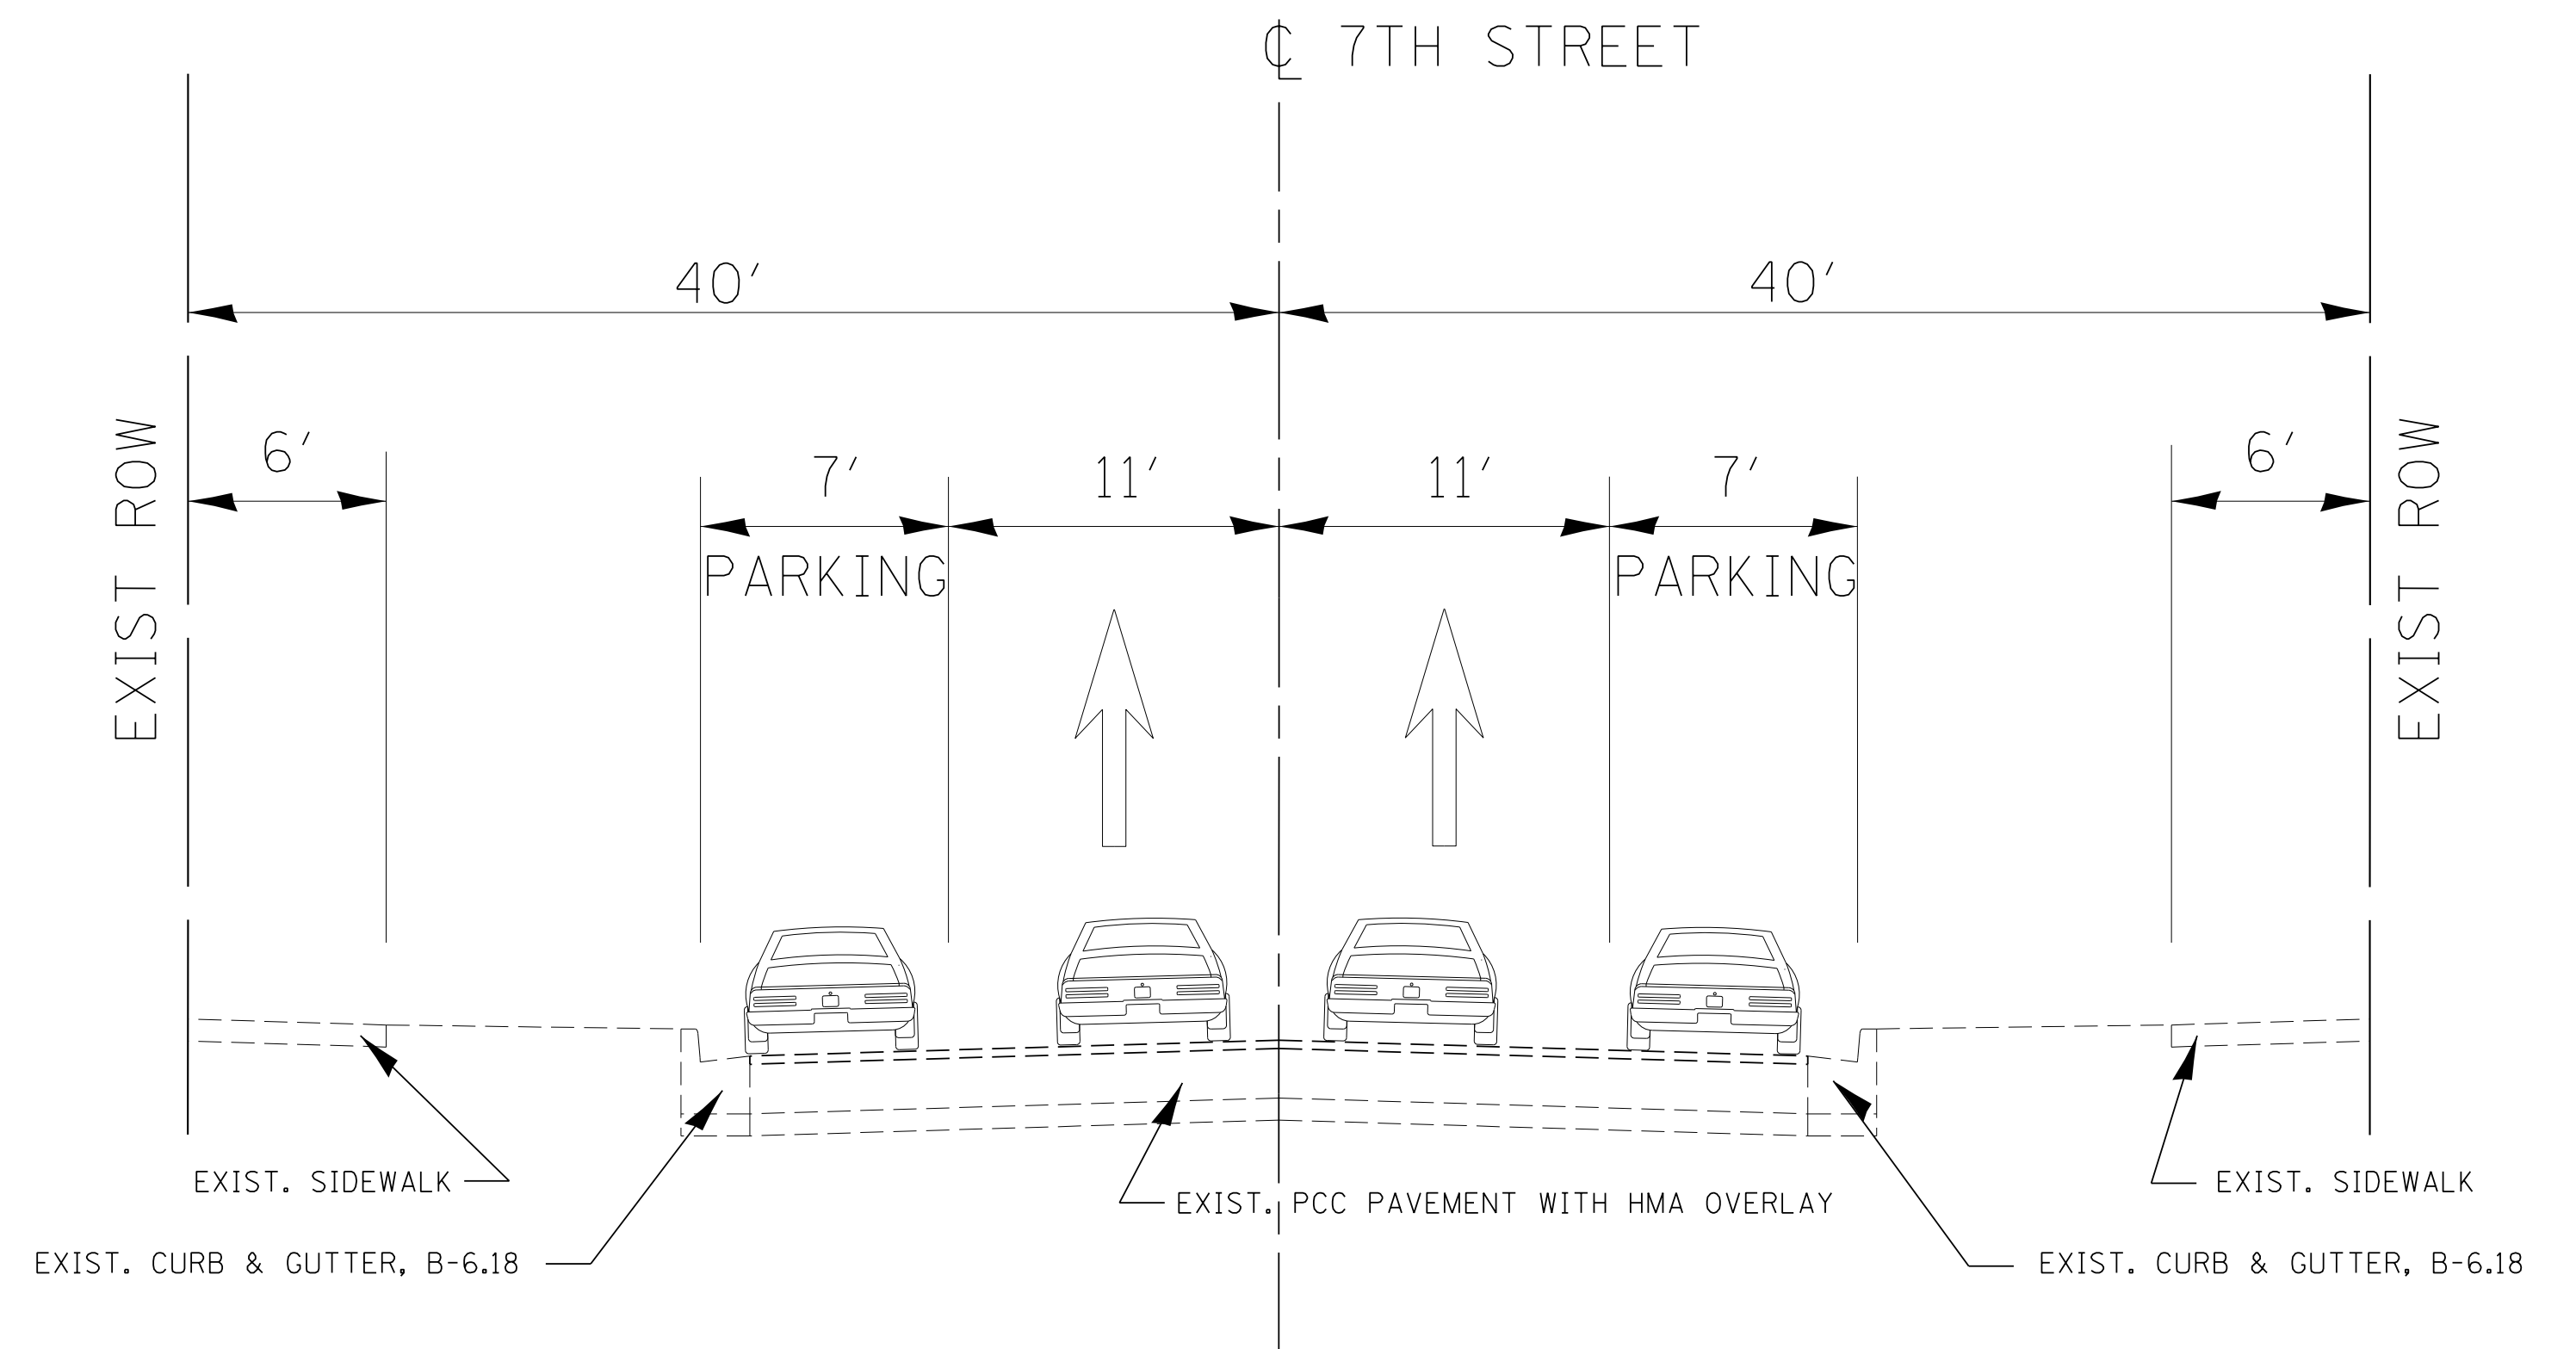 ℄ 7TH STREET
40' 40'
EXIST ROW
6'
7' 11' 11' 7'
6'
EXIST ROW
PARKING PARKING
EXIST. SIDEWALK
EXIST. SIDEWALK
EXIST. PCC PAVEMENT WITH HMA OVERLAY
EXIST. CURB & GUTTER, B-6.18
EXIST. CURB & GUTTER, B-6.18